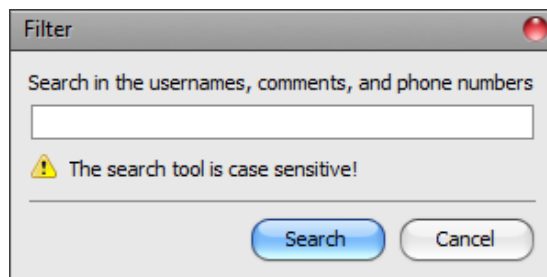 Filter
Search in the usernames, comments, and phone numbers
The search tool is case sensitive!
Search
Cancel